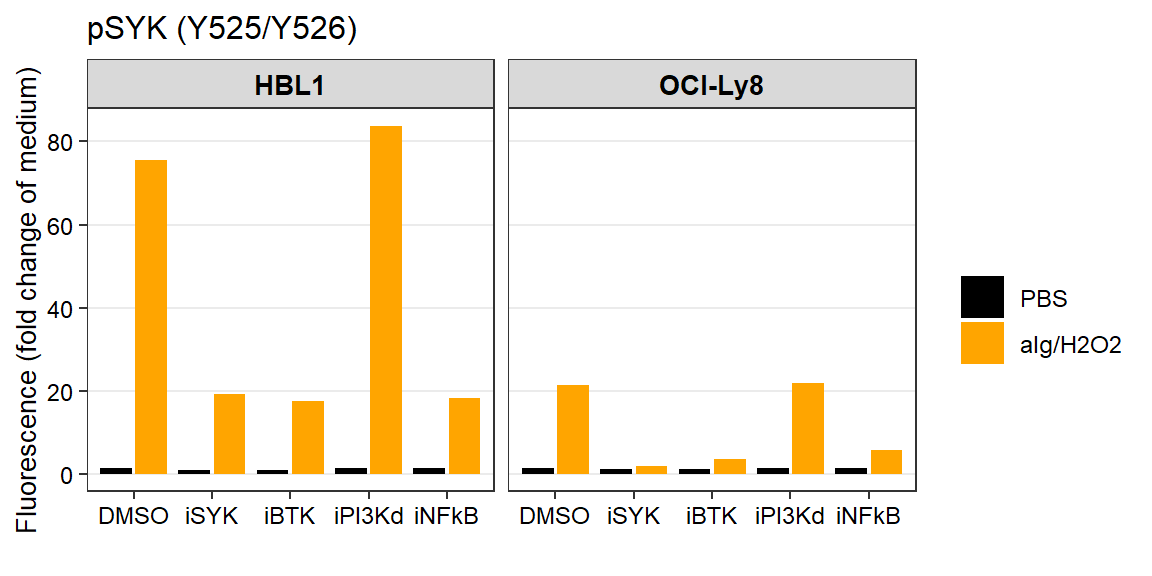 pSYK (Y525/Y526)
HBL1
OCI-Ly8
Fluorescence (fold change of medium)
80
60
40
20
0
DMSO iSYK iBTK iPI3Kd iNFkB
DMSO iSYK iBTK iPI3Kd iNFkB
PBS
aIg/H2O2